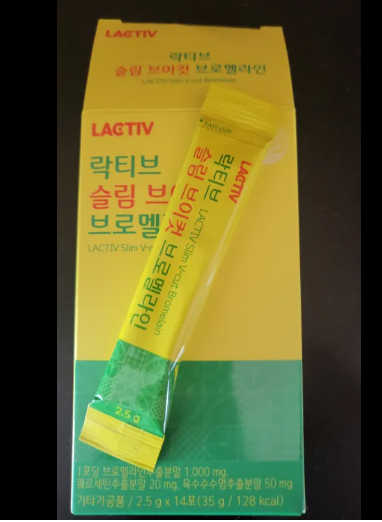 LACTIV
락티브
슬림 브이컷 브로멜라인
LACTIV Slim V-cut Bromelain
LACTIV
락티브
슬림
브로멜
LACTIV Slim V-c
LACTIV
락티브
슬림 브이컷
브로멜라인
LACTIV Slim V-cut Bromelain
2.5 g
1포당 브로멜라인추출분말 1,000 mg,
퀘르세틴추출분말 20 mg, 옥수수수염추출분말 50 mg
기타가공품 / 2.5 g x 14포(35 g / 128 kcal)